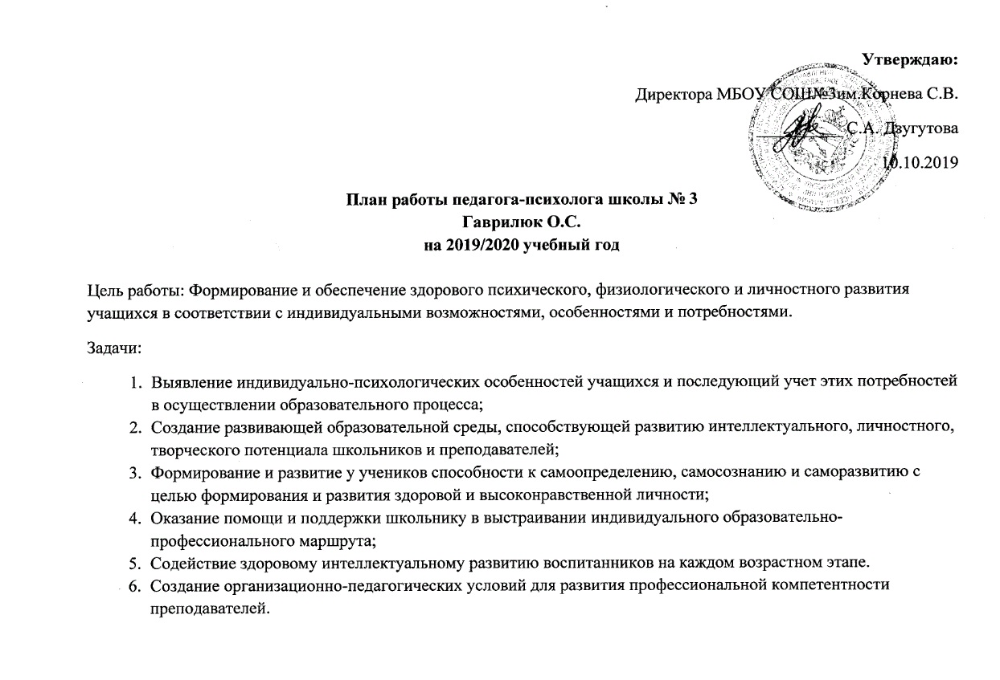 Утверждаю:
Директора МБОУ СОШ№3им.Корнева С.В.
С.А. Дзугутова
10.10.2019
План работы педагога-психолога школы № 3
Гаврилюк О.С.
на 2019/2020 учебный год
Цель работы: Формирование и обеспечение здорового психического, физиологического и личностного развития
учащихся в соответствии с индивидуальными возможностями, особенностями и потребностями.
Задачи:
1. Выявление индивидуально-психологических особенностей учащихся и последующий учет этих потребностей
в осуществлении образовательного процесса;
2. Создание развивающей образовательной среды, способствующей развитию интеллектуального, личностного,
творческого потенциала школьников и преподавателей;
3. Формирование и развитие у учеников способности к самоопределению, самосознанию и саморазвитию с
целью формирования и развития здоровой и высоконравственной личности;
4. Оказание помощи и поддержки школьнику в выстраивании индивидуального образовательно-
профессионального маршрута;
5. Содействие здоровому интеллектуальному развитию воспитанников на каждом возрастном этапе.
6. Создание организационно-педагогических условий для развития профессиональной компетентности
преподавателей.